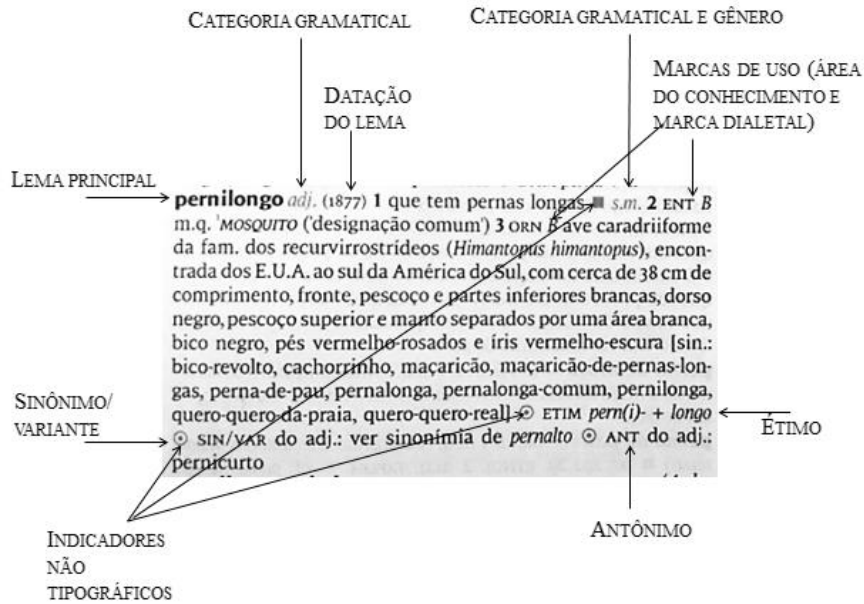 CATEGORIA GRAMATICAL
CATEGORIA GRAMATICAL E GÊNERO
MARCAS DE USO (ÁREA
DO CONHECIMENTO E
MARCA DIALETAL)
DATAÇÃO
DO LEMA
LEMA PRINCIPAL
pernilongo adj. (1877) 1 que tem pernas longas ■ s.m. 2 ENT B
m.q. ¹MOSQUITO ('designação comum') 3 ORN B ave caradriiforme
da fam. dos recurvirrostrídeos (Himantopus himantopus), encon-
trada dos E.U.A. ao sul da América do Sul, com cerca de 38 cm de
comprimento, fronte, pescoço e partes inferiores brancas, dorso
negro, pescoço superior e manto separados por uma área branca,
bico negro, pés vermelho-rosados e íris vermelho-escura [sin.:
bico-revolto, cachorrinho, maçaricão, maçaricão-de-pernas-lon-
gas, perna-de-pau, pernalonga, pernalonga-comum, pernilonga,
quero-quero-da-praia, quero-quero-real] ⊙ ETIM pern(i)- + longo
⊙ SIN/VAR do adj.: ver sinonímia de pernalto ⊙ ANT do adj.:
pernicurto
SINÔNIMO/
VARIANTE
ÉTIMO
INDICADORES
NÃO
TIPOGRÁFICOS
ANTÔNIMO